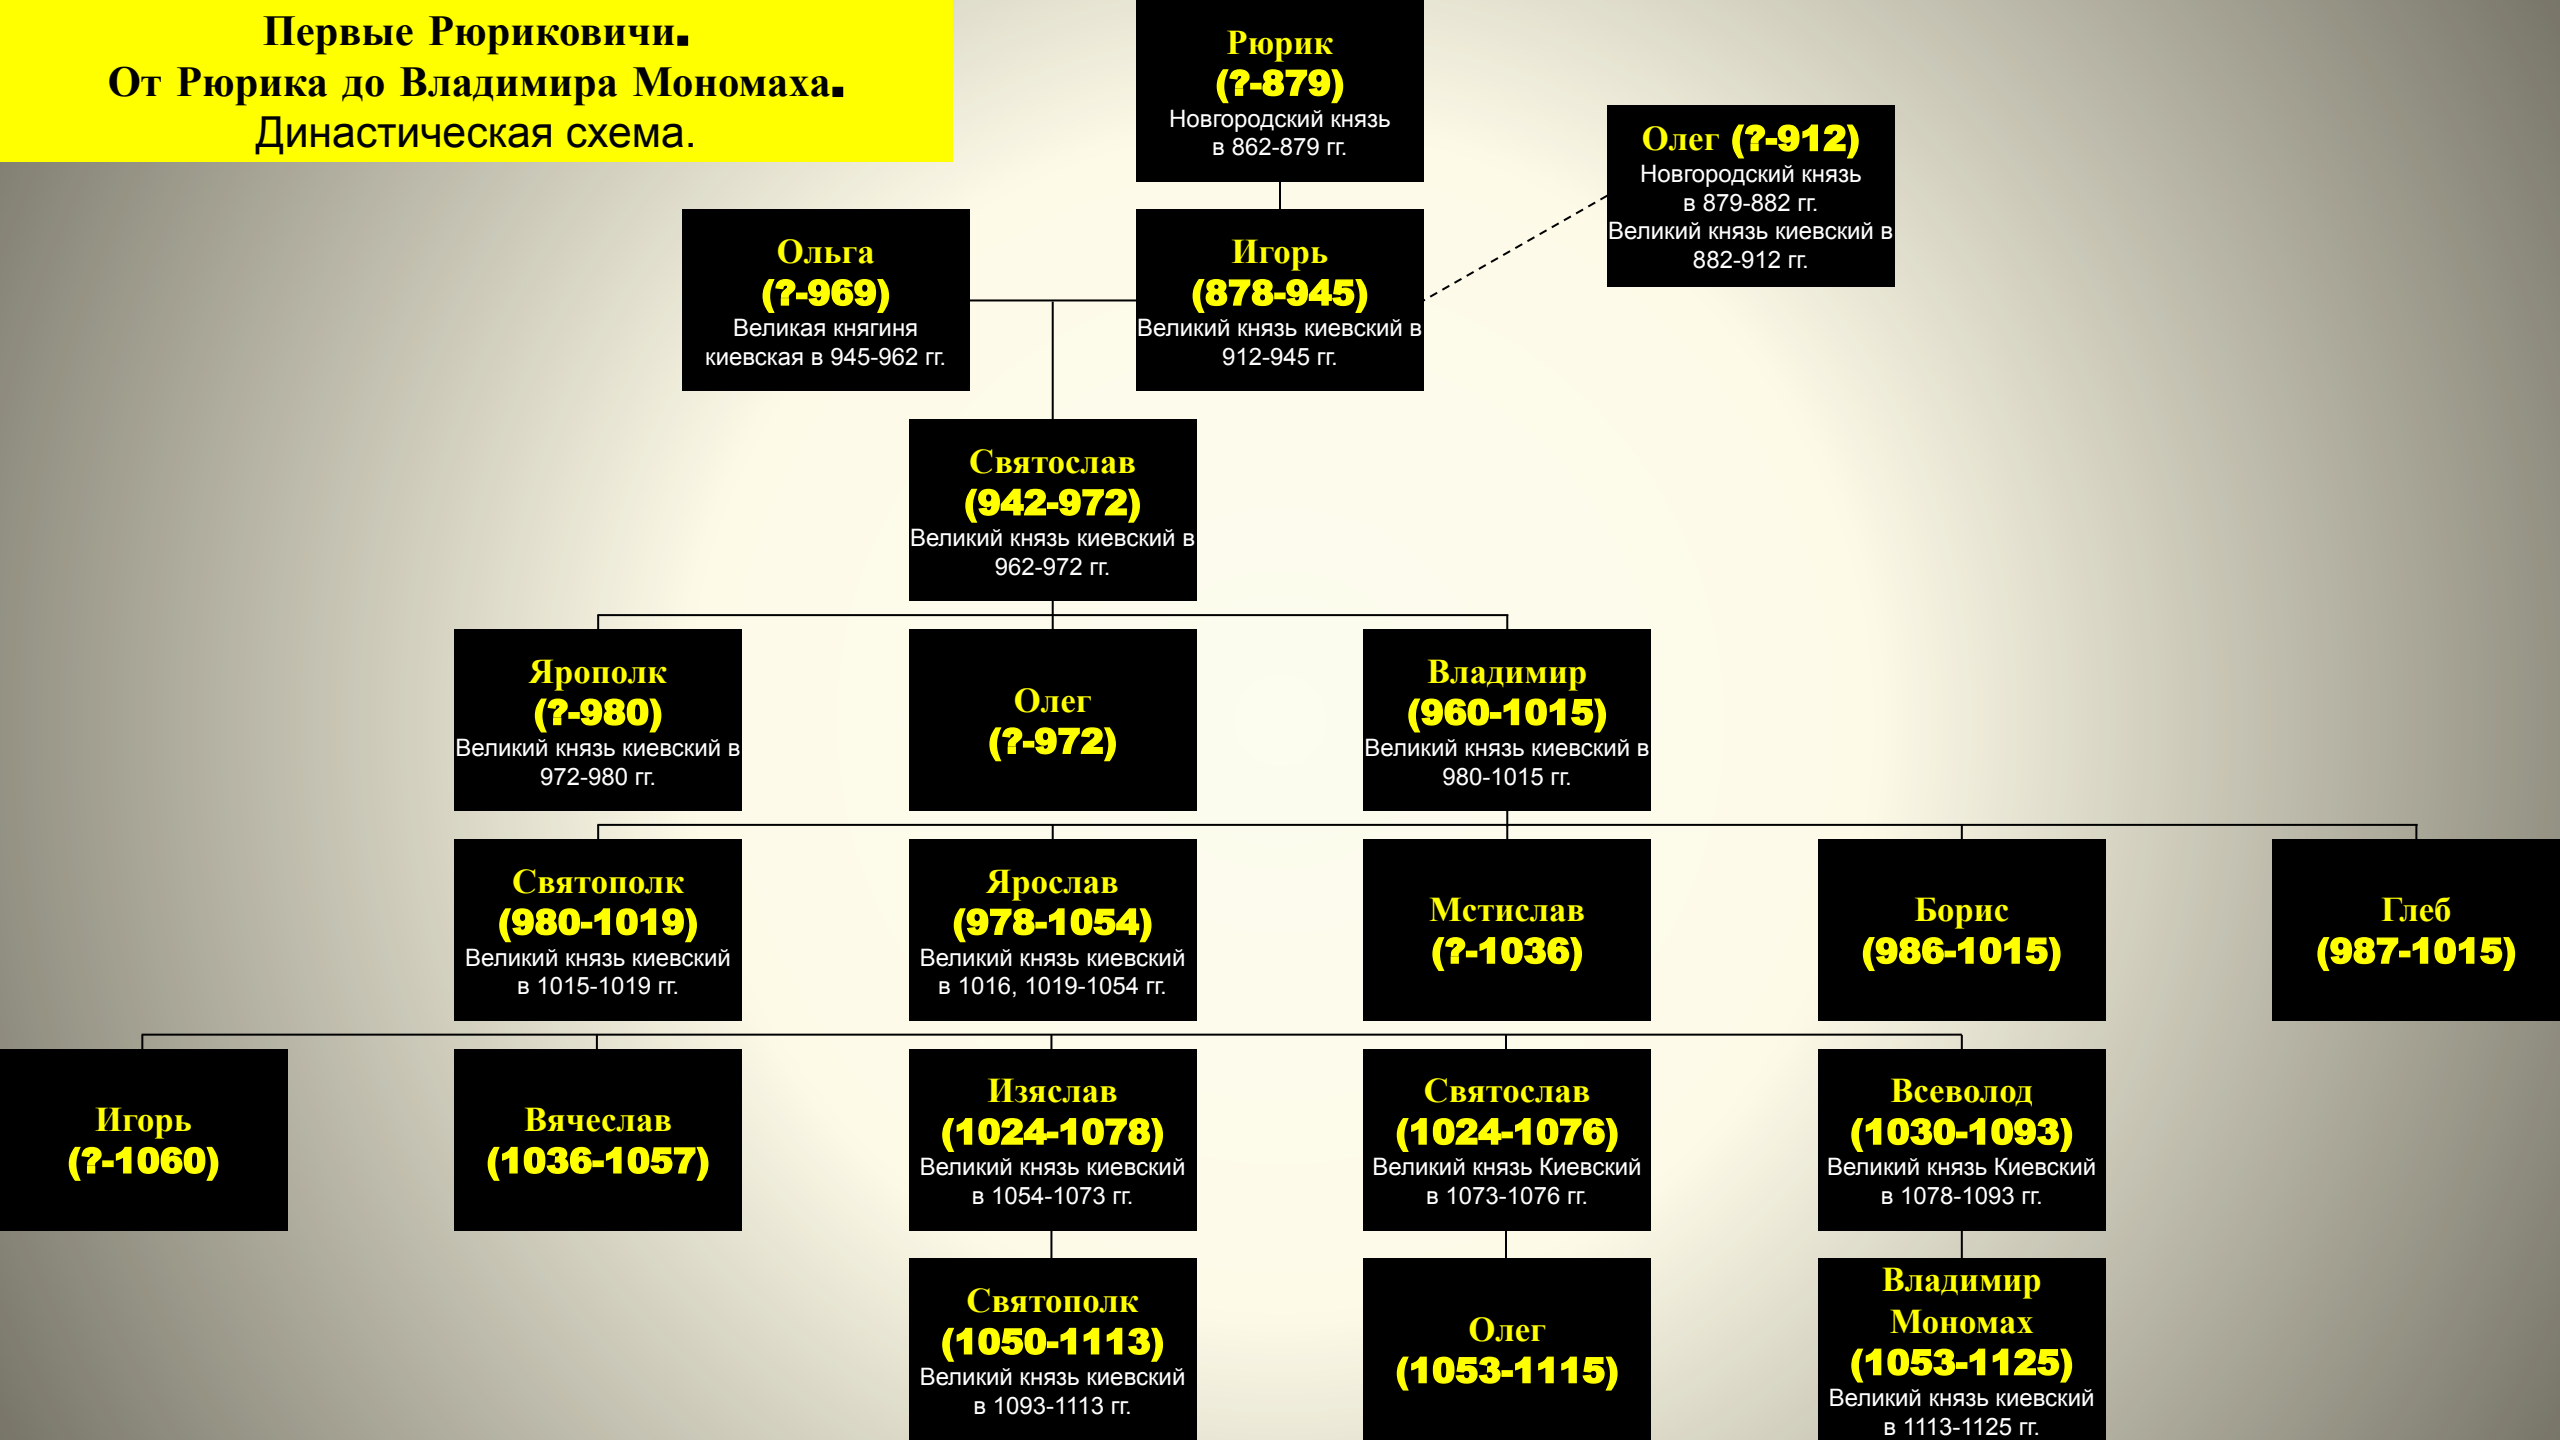 Первые Рюриковичи.
От Рюрика до Владимира Мономаха.
Династическая схема.
Рюрик
(?-879)
Новгородский князь
в 862-879 гг.
Олег (?-912)
Новгородский князь
в 879-882 гг.
Великий князь киевский в
882-912 гг.
Ольга
(?-969)
Великая княгиня
киевская в 945-962 гг.
Игорь
(878-945)
Великий князь киевский в
912-945 гг.
Святослав
(942-972)
Великий князь киевский в
962-972 гг.
Ярополк
(?-980)
Великий князь киевский в
972-980 гг.
Олег
(?-972)
Владимир
(960-1015)
Великий князь киевский в
980-1015 гг.
Святополк
(980-1019)
Великий князь киевский
в 1015-1019 гг.
Ярослав
(978-1054)
Великий князь киевский
в 1016, 1019-1054 гг.
Мстислав
(?-1036)
Борис
(986-1015)
Глеб
(987-1015)
Игорь
(?-1060)
Вячеслав
(1036-1057)
Изяслав
(1024-1078)
Великий князь киевский
в 1054-1073 гг.
Святослав
(1024-1076)
Великий князь Киевский
в 1073-1076 гг.
Всеволод
(1030-1093)
Великий князь Киевский
в 1078-1093 гг.
Святополк
(1050-1113)
Великий князь киевский
в 1093-1113 гг.
Олег
(1053-1115)
Владимир
Мономах
(1053-1125)
Великий князь киевский
в 1113-1125 гг.